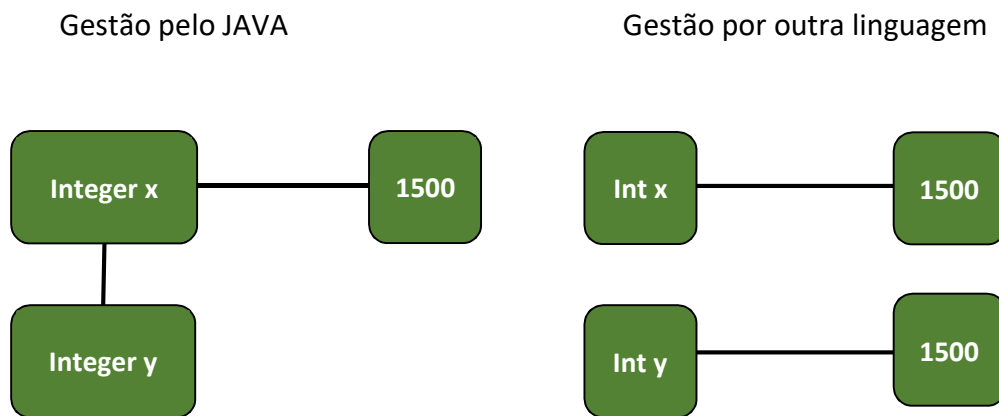 Gestão pelo JAVA
Gestão por outra linguagem
Integer x
1500
Int x
1500
Integer y
Int y
1500